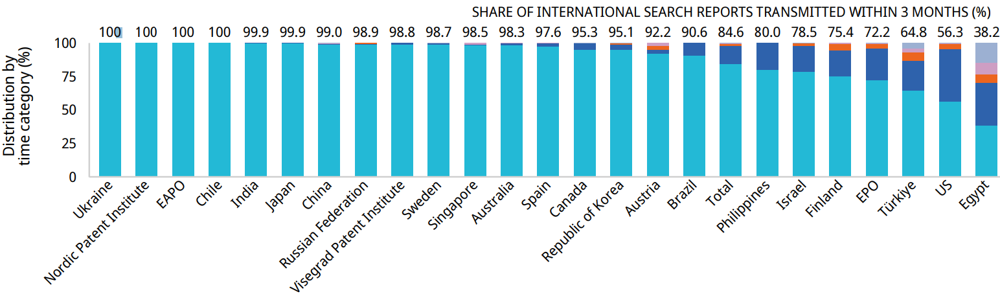 SHARE OF INTERNATIONAL SEARCH REPORTS TRANSMITTED WITHIN 3 MONTHS (%)
100 100 100 100 99.9 99.9 99.0 98.9 98.8 98.7 98.5 98.3 97.6 95.3 95.1 92.2 90.6 84.6 80.0 78.5 75.4 72.2 64.8 56.3 38.2
Distribution by
time category (%)
100
75
50
25
0
Ukraine
Nordic Patent Institute
EAPO
Chile
India
Japan
China
Russian Federation
Visegrad Patent Institute
Sweden
Singapore
Australia
Spain
Canada
Republic of Korea
Austria
Brazil
Total
Philippines
Israel
Finland
EPO
Türkiye
US
Egypt